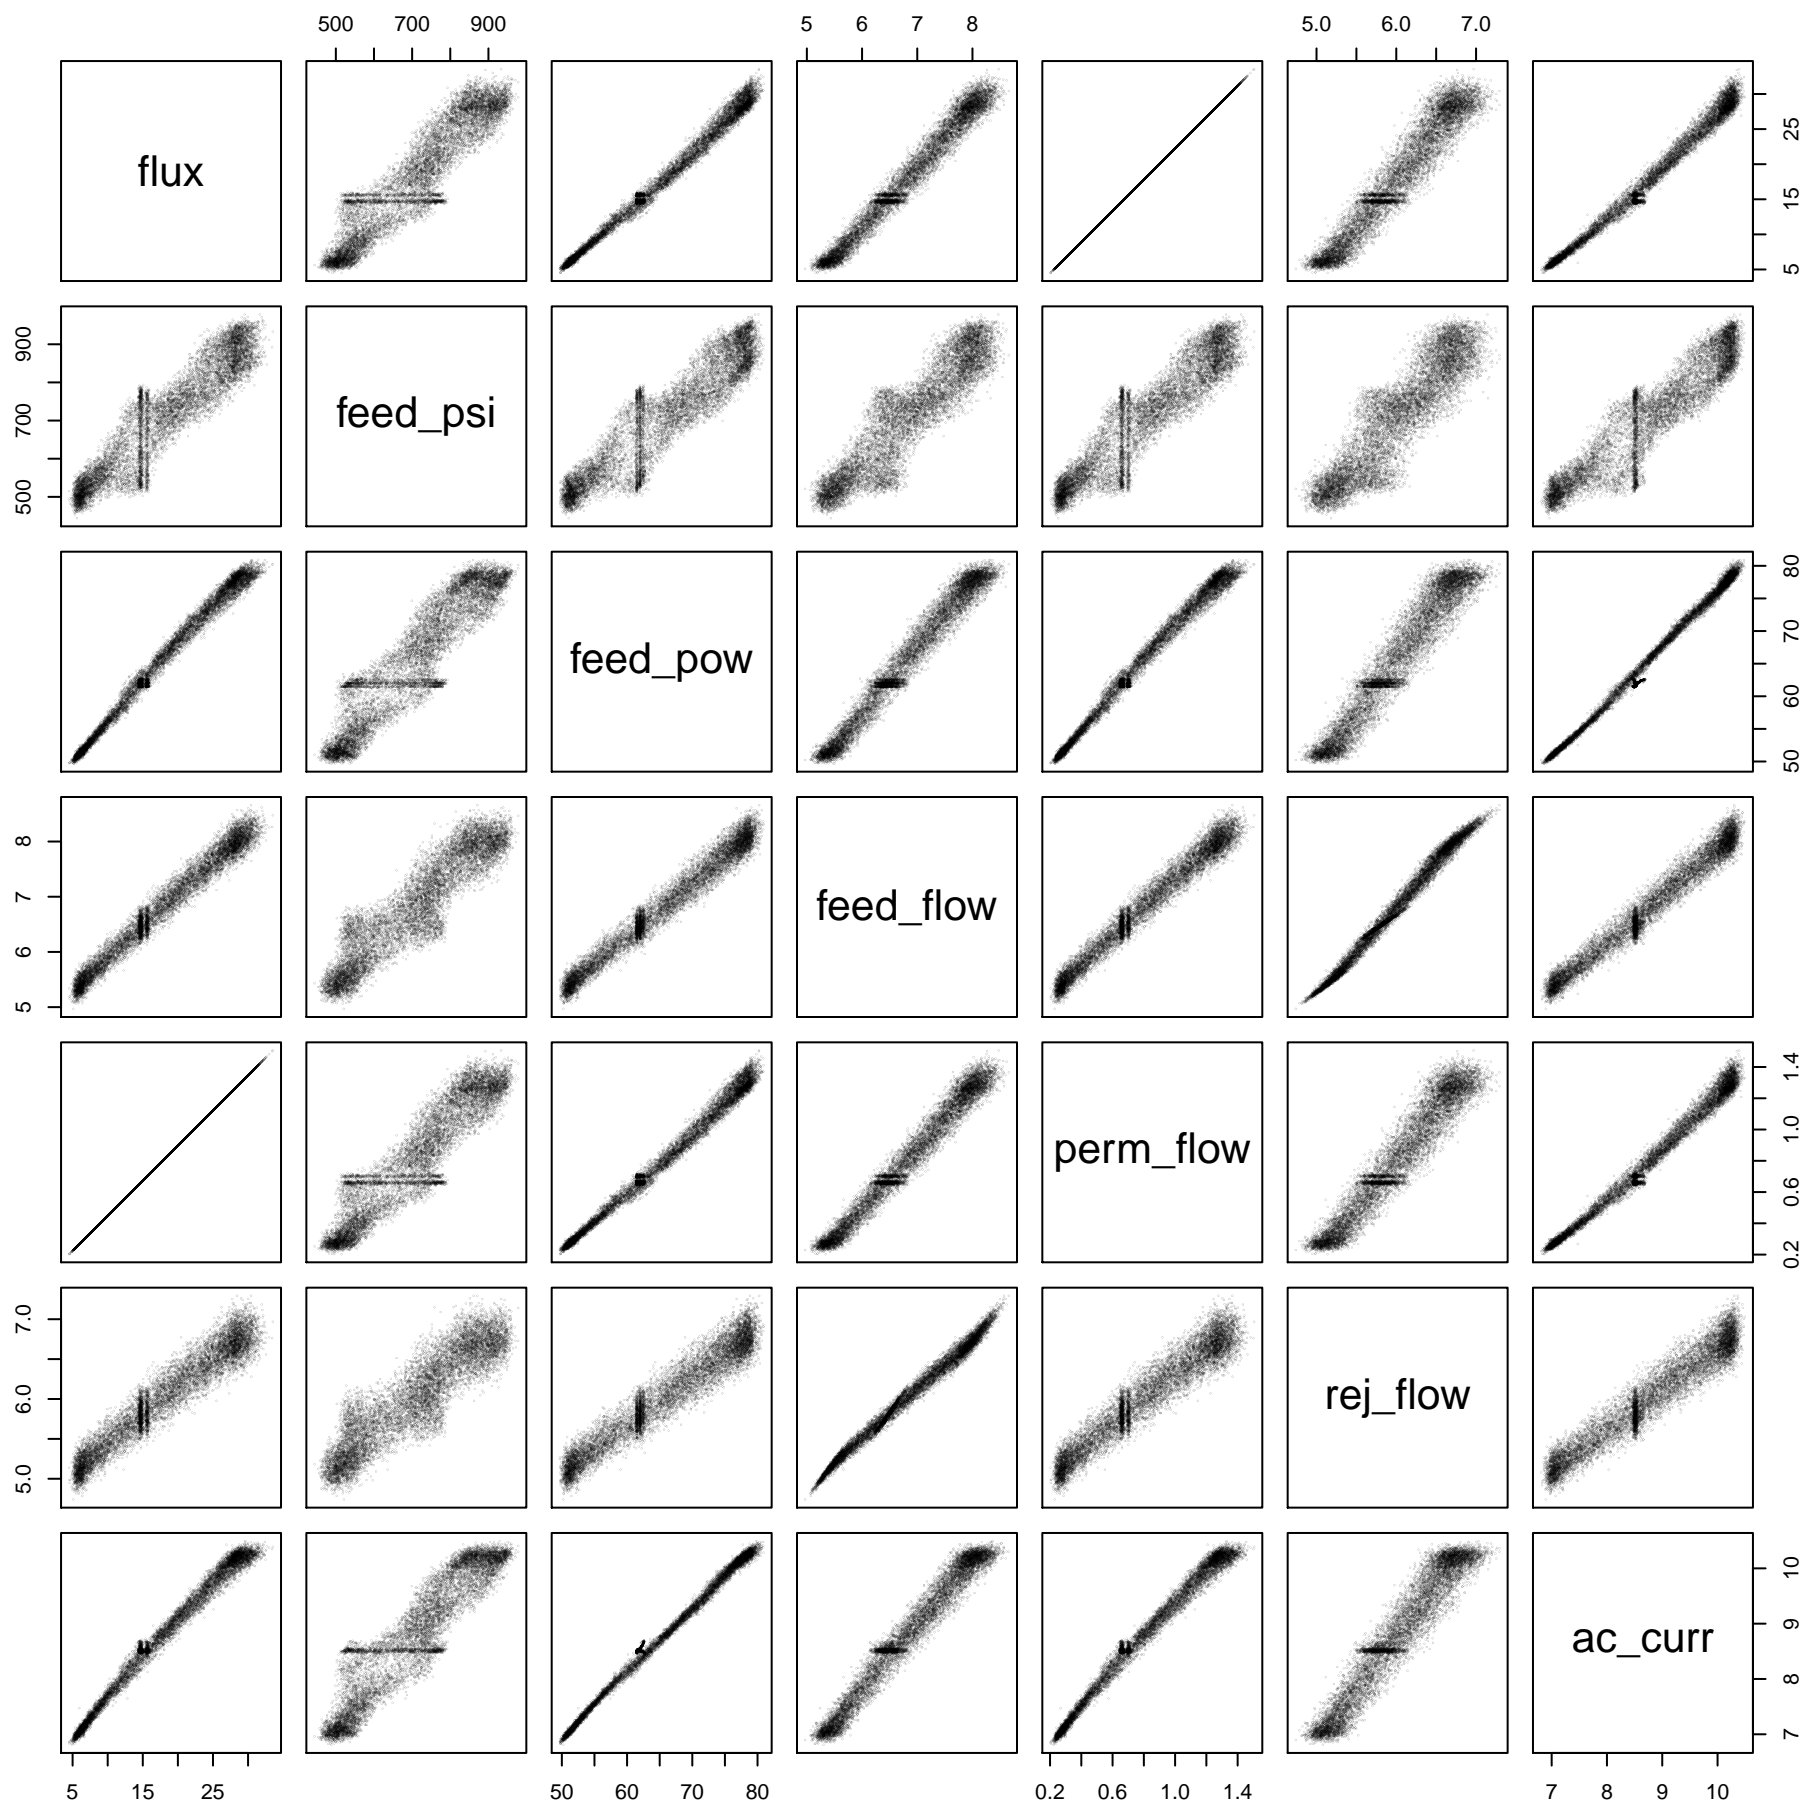 500 700 900 5 6 7 8 5.0 6.0 7.0
flux
5 15 25
500 700 900
feed_psi
feed_pow
50 60 70 80
5 6 7 8
feed_flow
perm_flow
0.2 0.6 1.0 1.4
5.0 6.0 7.0
rej_flow
ac_curr
7 8 9 10
5 15 25 50 60 70 80 0.2 0.6 1.0 1.4 7 8 9 10